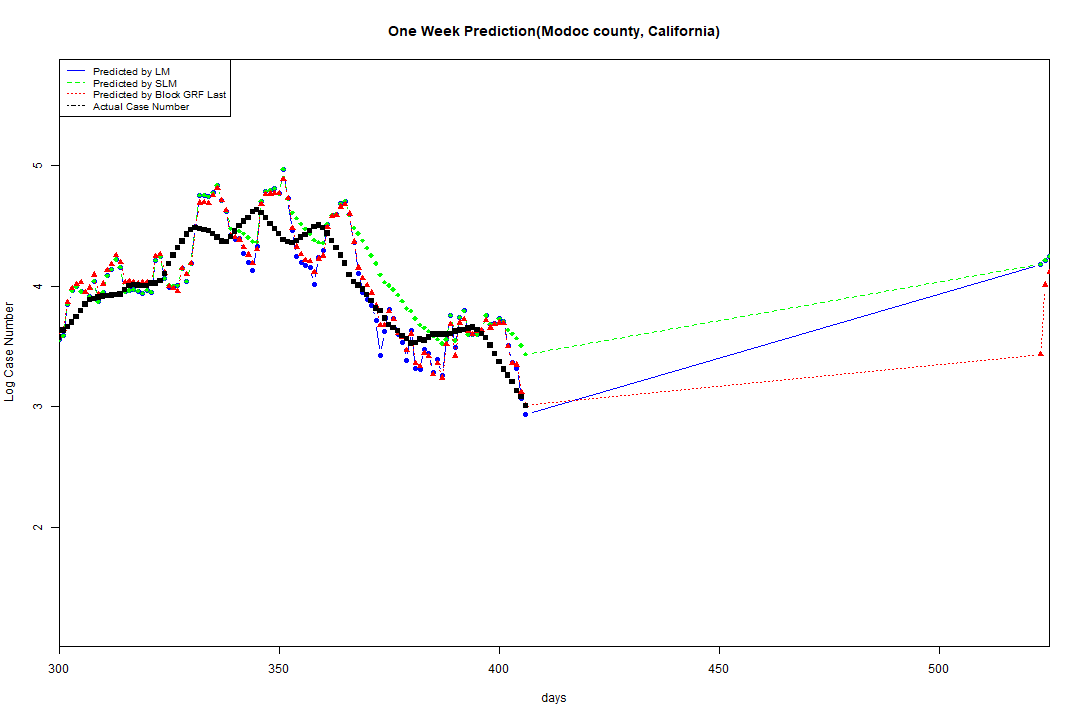 One Week Prediction(Modoc county, California)
Predicted by LM
Predicted by SLM
Predicted by Block GRF Last
Actual Case Number
Log Case Number
5
4
3
2
300 350 400 450 500
days